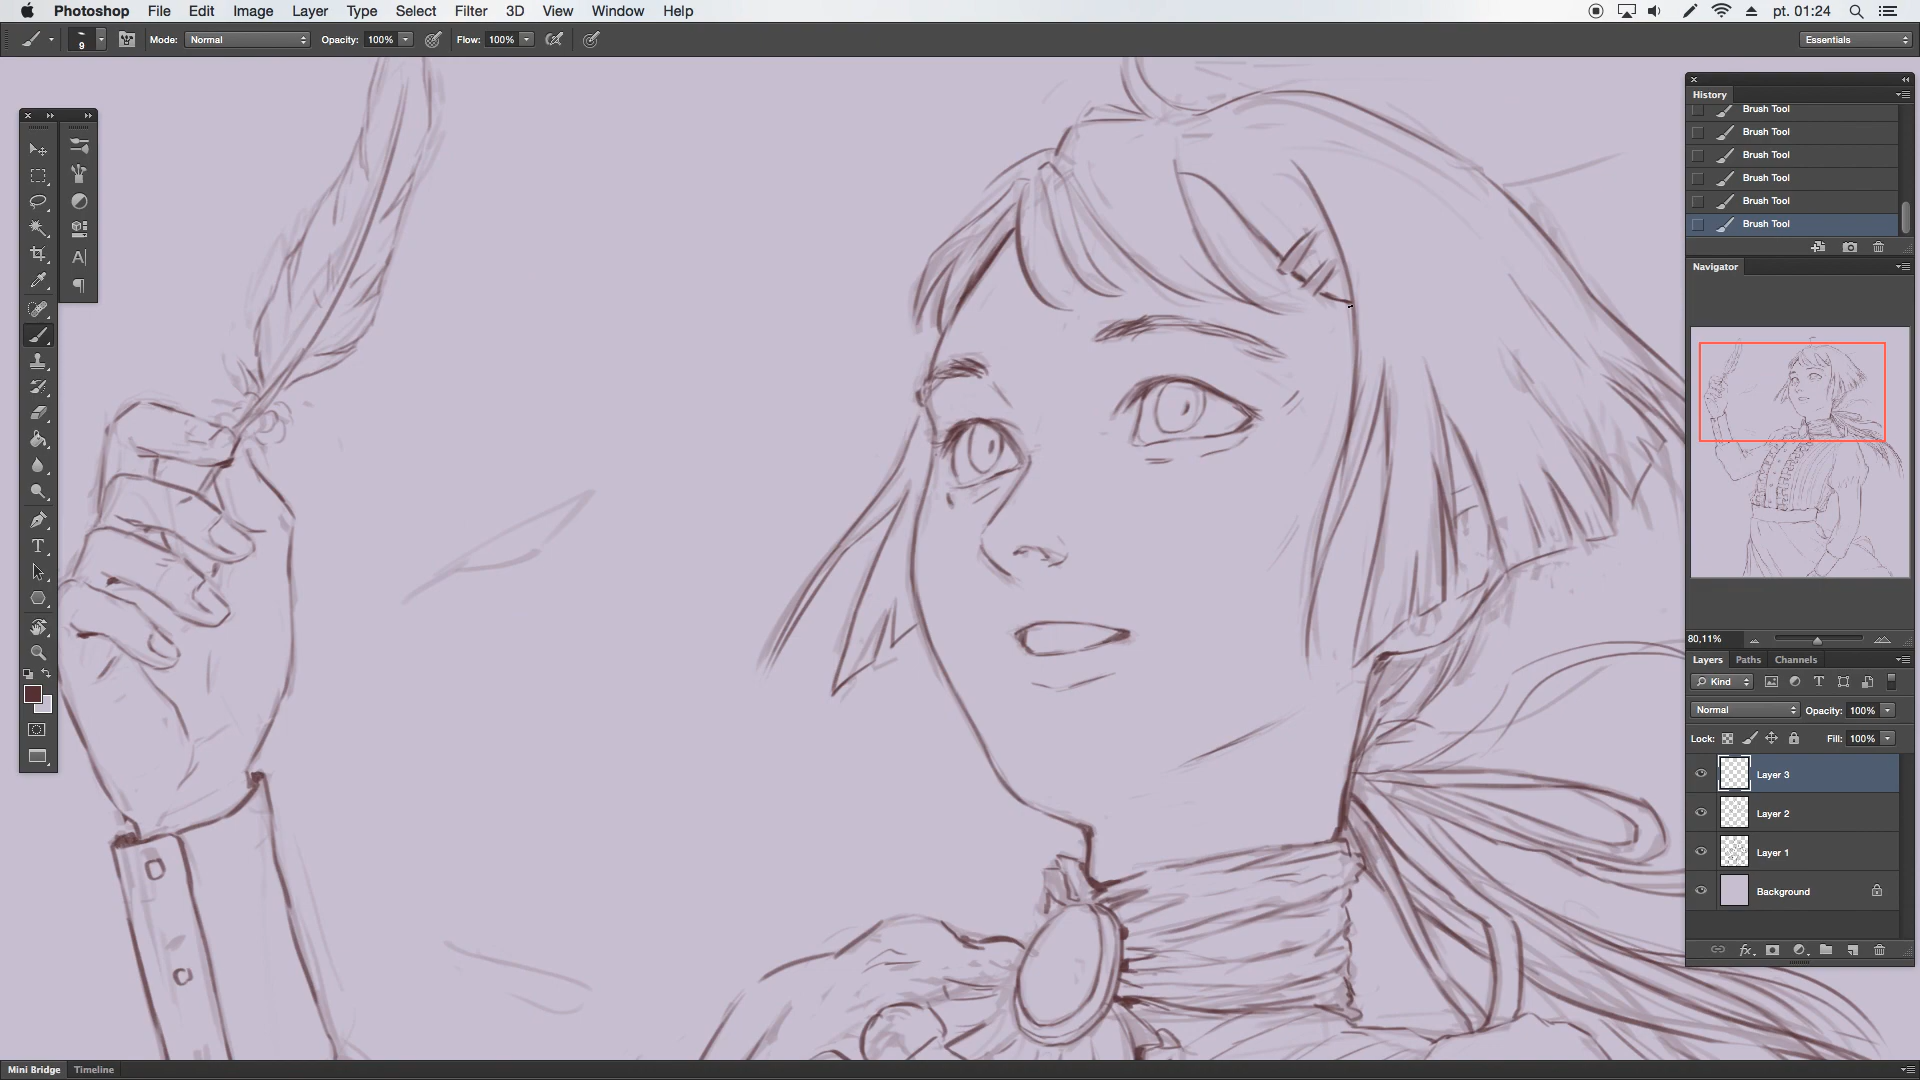 Photoshop File Edit Image Layer Type Select Filter 3D View Window Help pt. 01:24
9 Mode: Normal Opacity: 100% Flow: 100% Essentials
History
Brush Tool
Brush Tool
Brush Tool
Brush Tool
Brush Tool
Brush Tool
Navigator
80,11%
Layers Paths Channels
Kind
Normal Opacity: 100%
Lock: Fill: 100%
Layer 3
Layer 2
Layer 1
Background
Mini Bridge Timeline